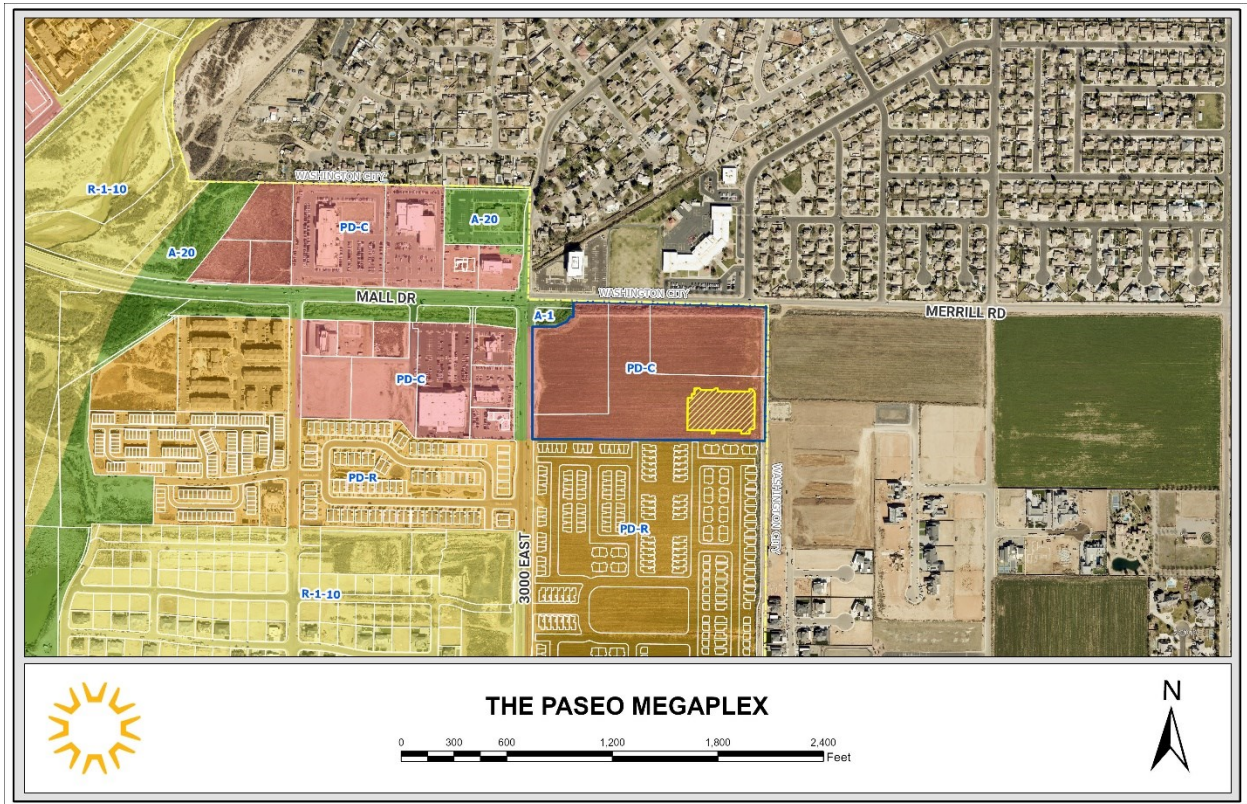 WASHINGTON CITY
R-1-10
A-20
PD-C
A-20
MALL DR
WASHINGTON CITY
MERRILL RD
A-1
PD-C
PD-C
WASHINGTON CITY
PD-R
PD-R
3000 EAST
R-1-10
THE PASEO MEGAPLEX
0 300 600 1,200 1,800 2,400
Feet
N